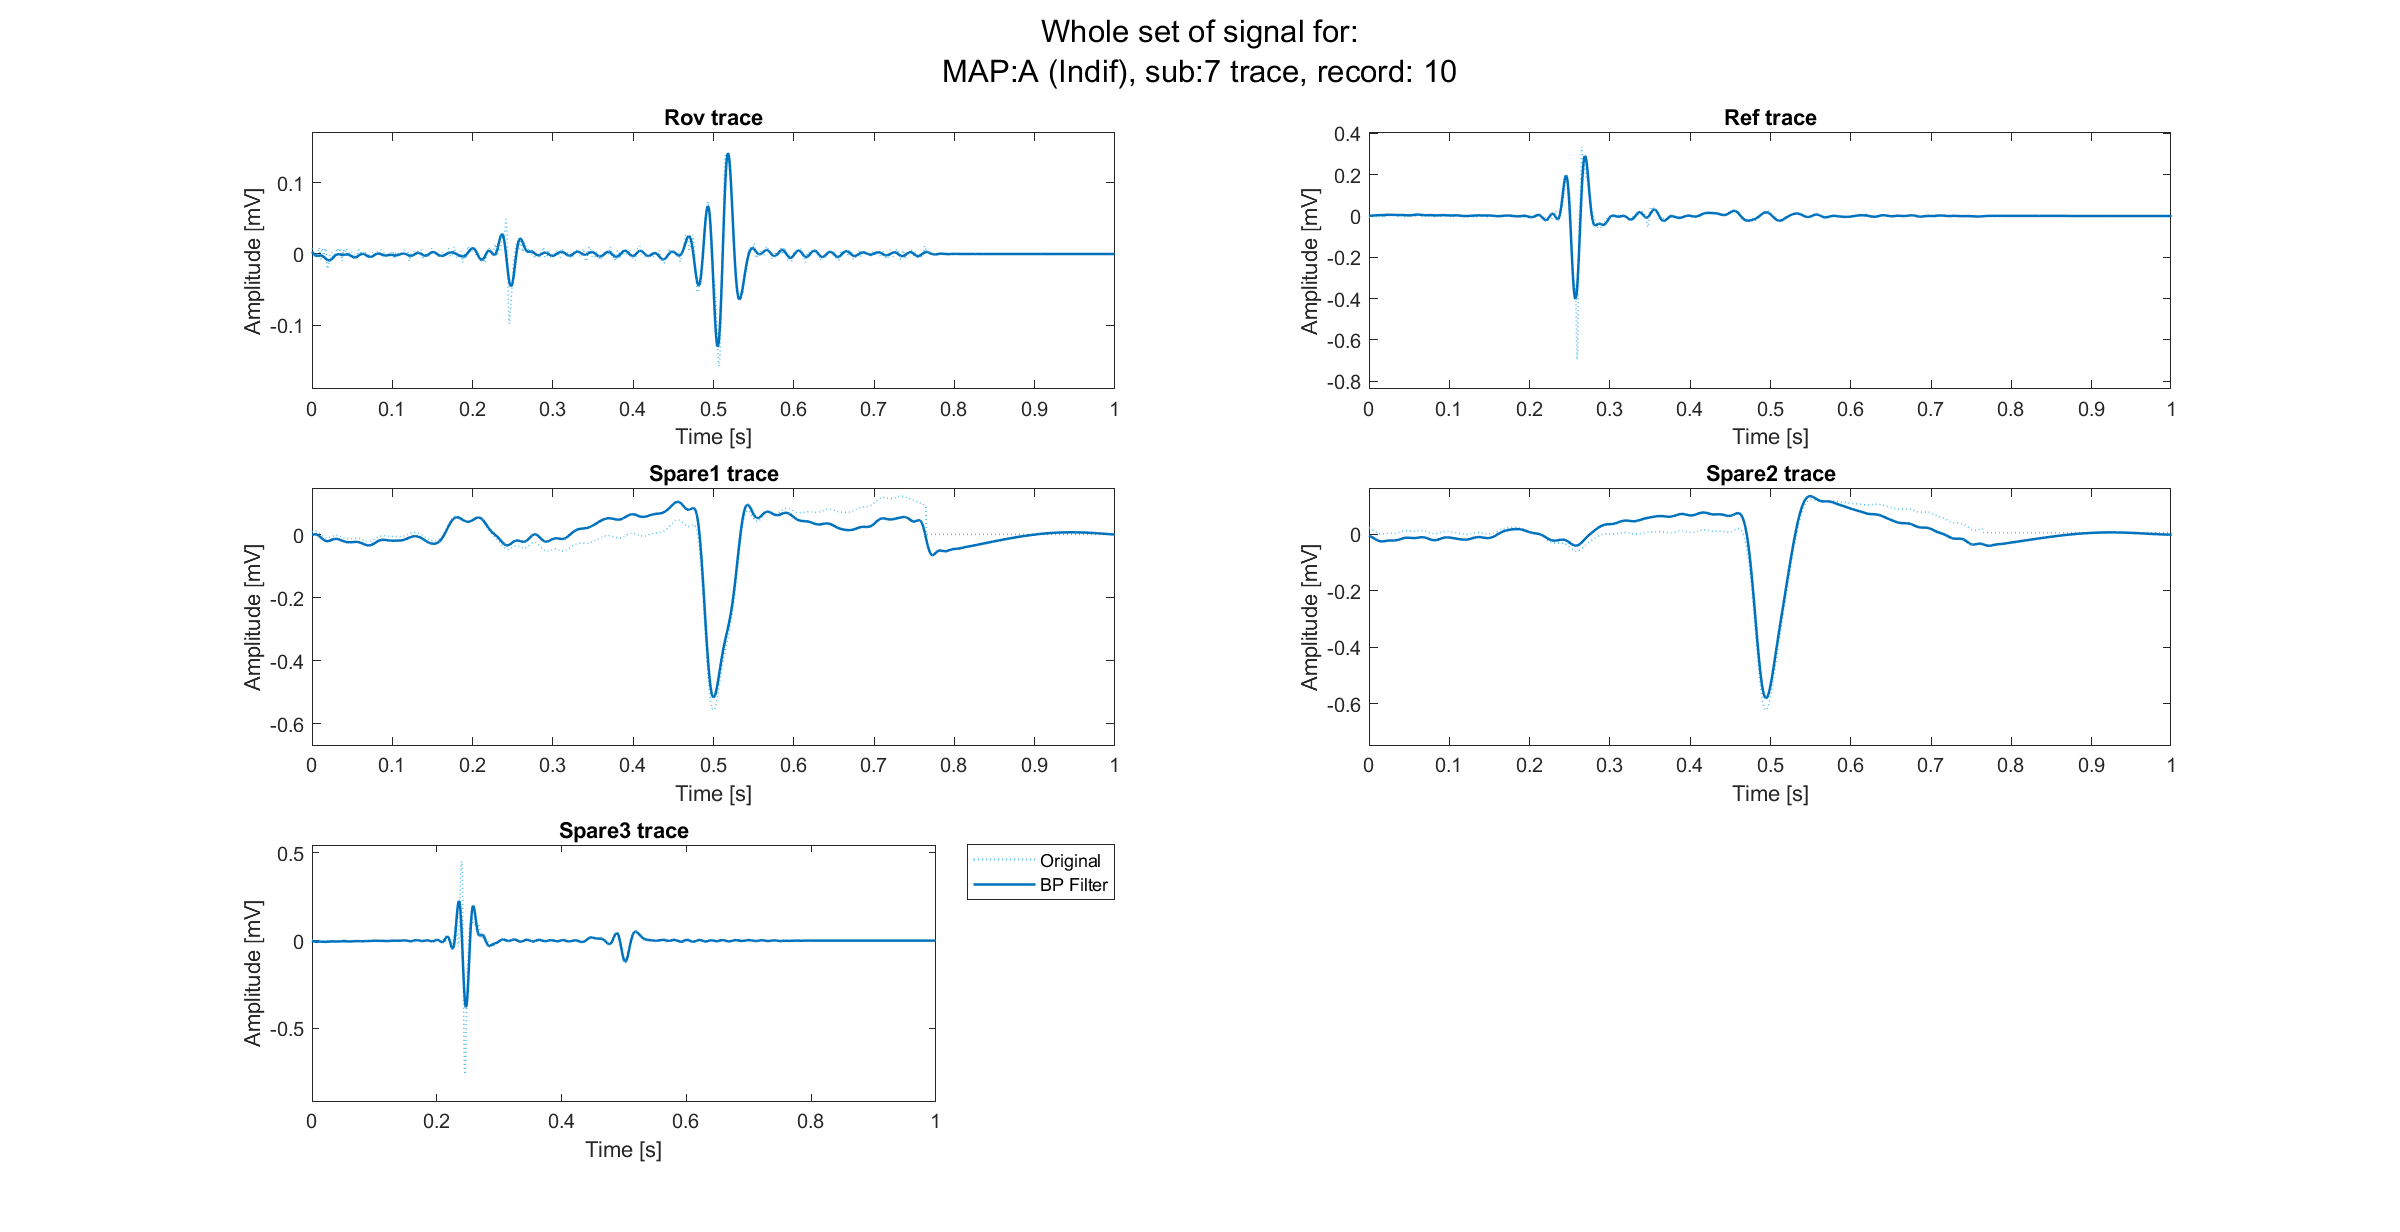 Whole set of signal for:
MAP:A (Indif), sub:7 trace, record: 10
Rov trace
Amplitude [mV]
0.1
0
-0.1
0 0.1 0.2 0.3 0.4 0.5 0.6 0.7 0.8 0.9 1
Time [s]
Ref trace
Amplitude [mV]
0.4
0.2
0
-0.2
-0.4
-0.6
-0.8
0 0.1 0.2 0.3 0.4 0.5 0.6 0.7 0.8 0.9 1
Time [s]
Spare1 trace
Amplitude [mV]
0
-0.2
-0.4
-0.6
0 0.1 0.2 0.3 0.4 0.5 0.6 0.7 0.8 0.9 1
Time [s]
Spare2 trace
Amplitude [mV]
0
-0.2
-0.4
-0.6
0 0.1 0.2 0.3 0.4 0.5 0.6 0.7 0.8 0.9 1
Time [s]
Spare3 trace
Amplitude [mV]
0.5
0
-0.5
0 0.2 0.4 0.6 0.8 1
Time [s]
Original
BP Filter